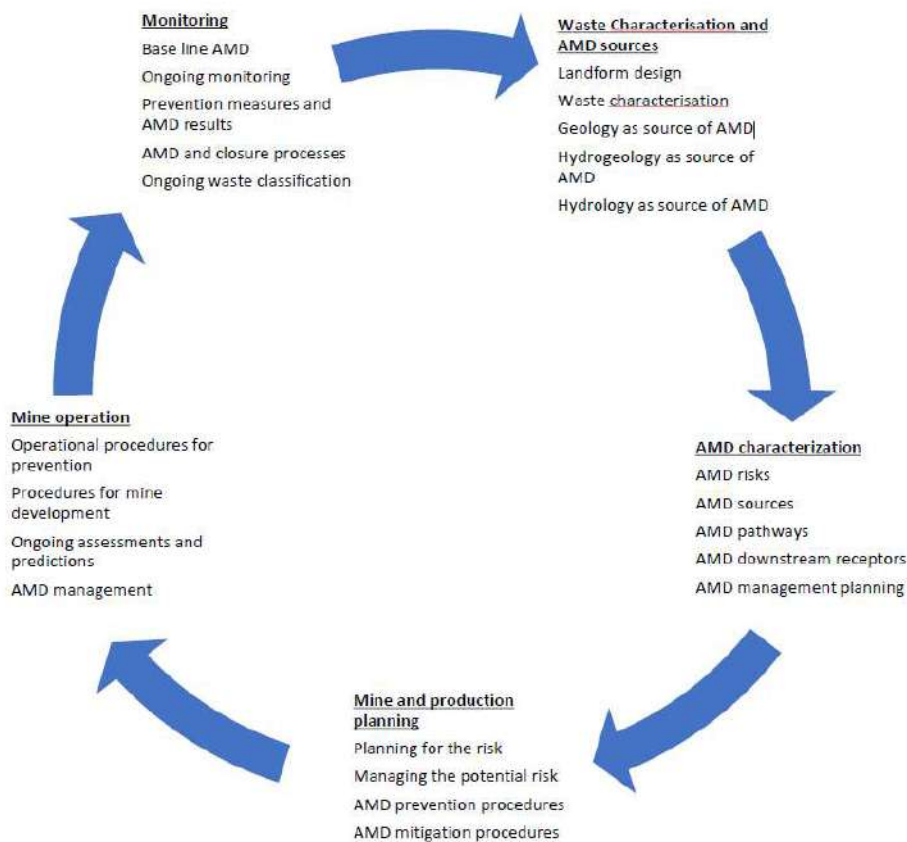 Monitoring
Base line AMD
Ongoing monitoring
Prevention measures and
AMD results
AMD and closure processes
Ongoing waste classification
Waste Characterisation and
AMD sources
Landform design
Waste characterisation
Geology as source of AMD
Hydrogeology as source of
AMD
Hydrology as source of AMD
AMD characterization
AMD risks
AMD sources
AMD pathways
AMD downstream receptors
AMD management planning
Mine and production
planning
Planning for the risk
Managing the potential risk
AMD prevention procedures
AMD mitigation procedures
Mine operation
Operational procedures for
prevention
Procedures for mine
development
Ongoing assessments and
predictions
AMD management